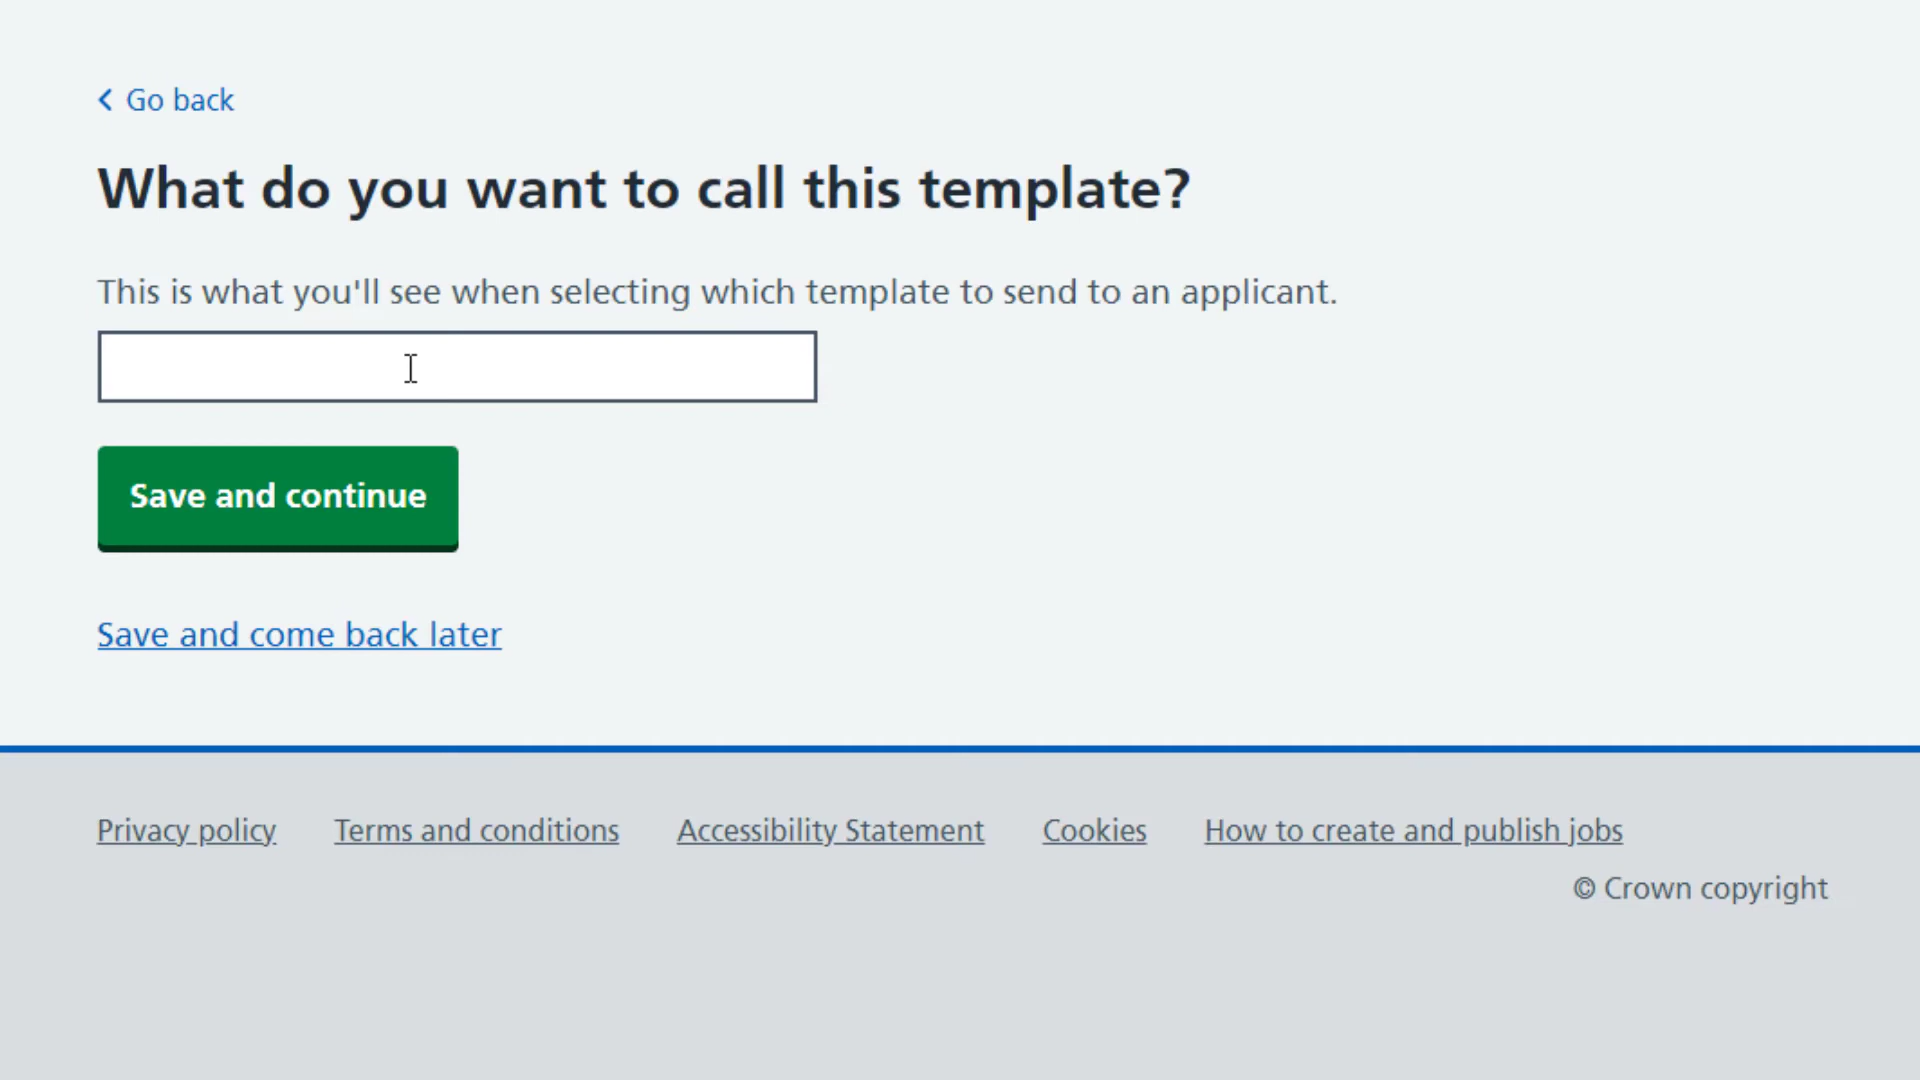 Go back
What do you want to call this template?
This is what you'll see when selecting which template to send to an applicant.
Save and continue
Save and come back later
Privacy policy Terms and conditions Accessibility Statement Cookies How to create and publish jobs
© Crown copyright